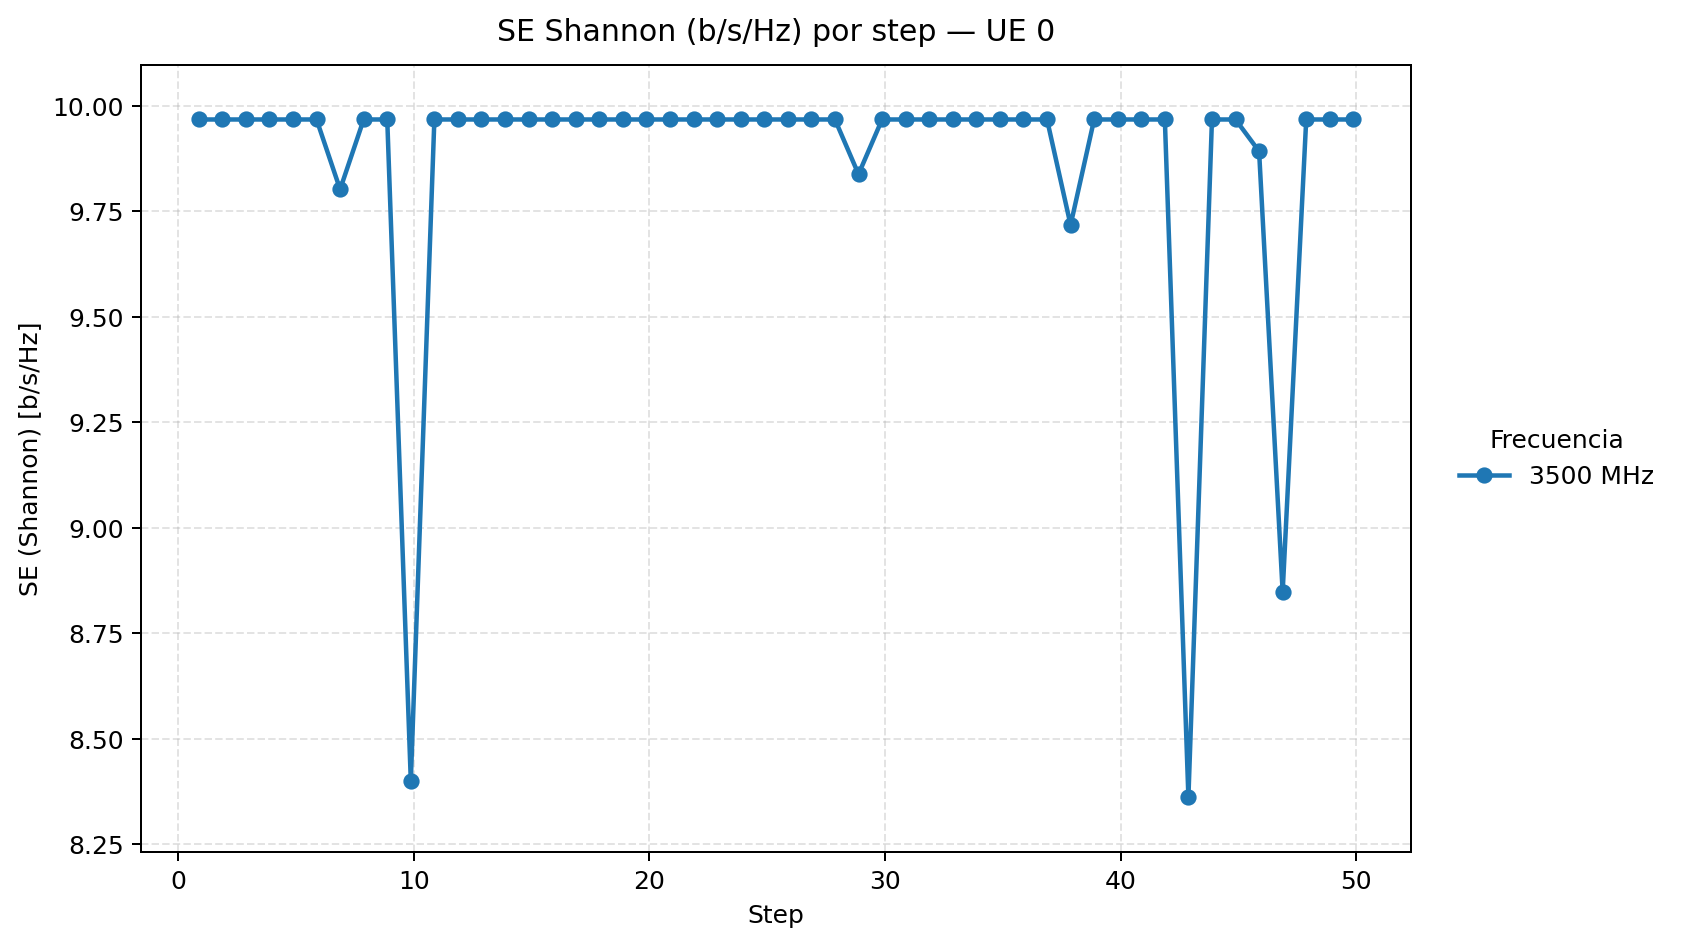 SE Shannon (b/s/Hz) por step — UE 0
10.00
9.75
9.50
9.25
9.00
8.75
8.50
8.25
SE (Shannon) [b/s/Hz]
0 10 20 30 40 50
Step
Frecuencia
3500 MHz